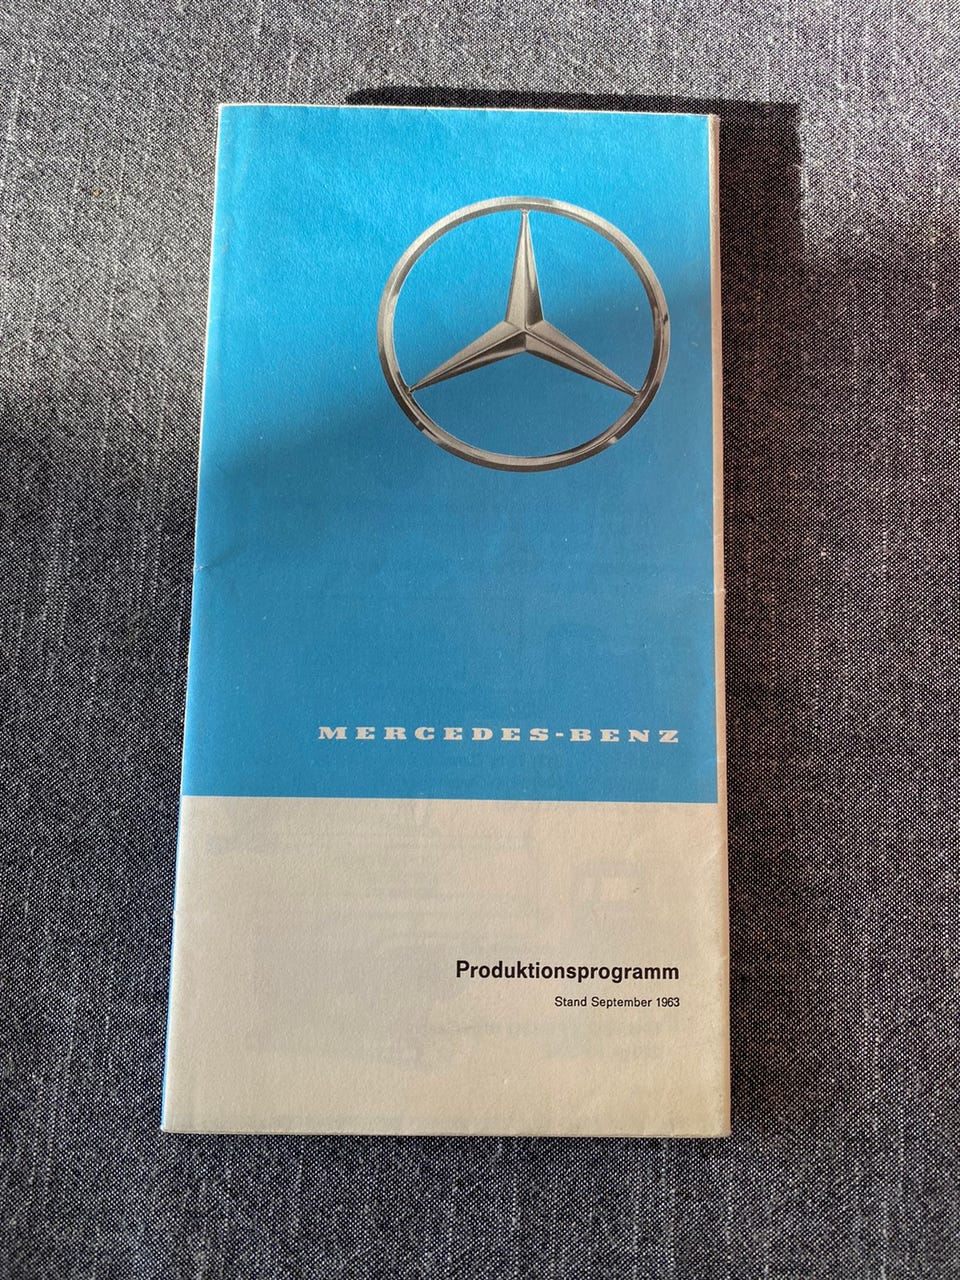 MERCEDES-BENZ
Produktionsprogramm
Stand September 1963